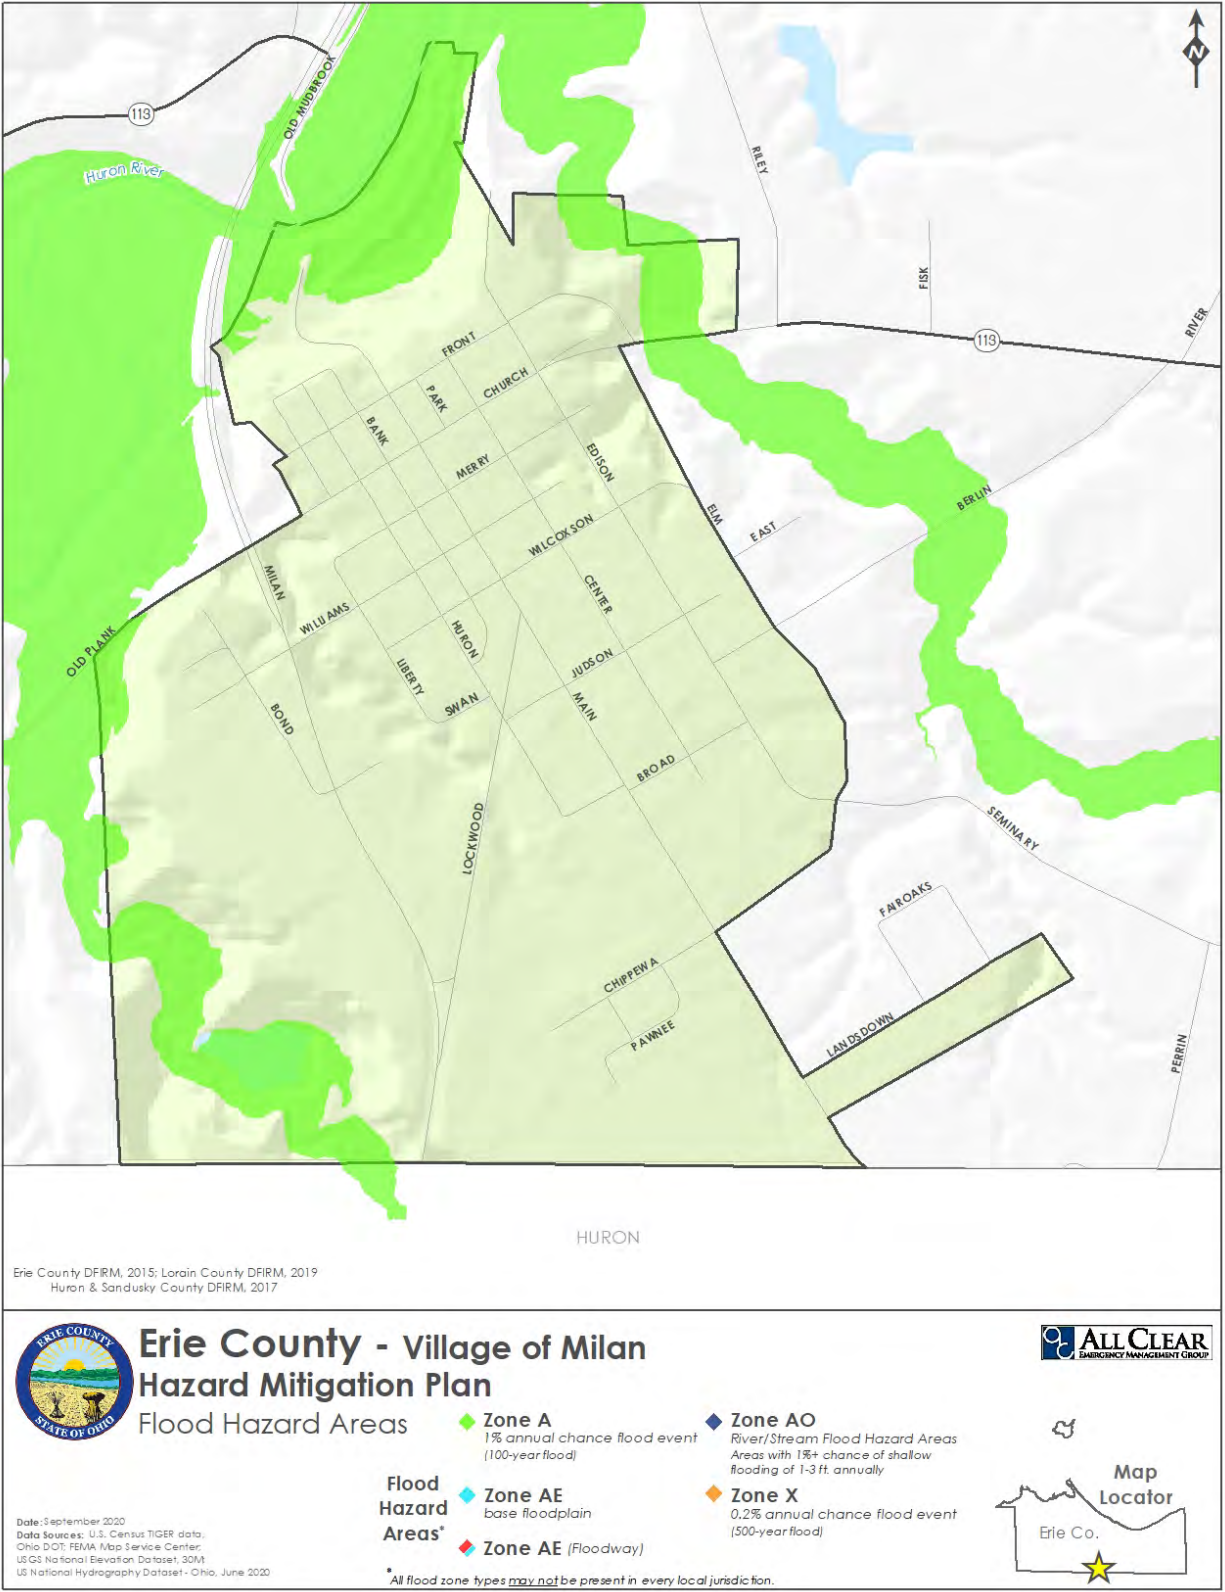 N
113
OLD MUDBROOK
Huron River
RILEY
FISK
RIVER
113
FRONT
PARK
CHURCH
BANK
MERRY
EDISON
ELM
EAST
BERLIN
WILCOXSON
MILAN
CENTER
WILLIAMS
HURON
OLD PLANK
LIBERTY
JUDSON
SWAN
MAIN
BOND
BROAD
LOCKWOOD
SEMINARY
FAIROAKS
CHIPPEWA
PAWNEE
LANDSDOWN
PERRIN
HURON
Erie County DFIRM, 2015; Lorain County DFIRM, 2019
Huron & Sandusky County DFIRM, 2017
ERIE COUNTY
STATE OF OHIO
Erie County - Village of Milan
Hazard Mitigation Plan
Flood Hazard Areas
ALL CLEAR
EMERGENCY MANAGEMENT GROUP
Flood
Hazard
Areas*
Zone A
1% annual chance flood event
(100-year flood)
Zone AE
base floodplain
Zone AE (Floodway)
Zone AO
River/Stream Flood Hazard Areas
Areas with 1%+ chance of shallow
flooding of 1-3 ft. annually
Zone X
0.2% annual chance flood event
(500-year flood)
*All flood zone types may not be present in every local jurisdiction.
Map
Locator
Erie Co.
Date: September 2020
Data Sources: U.S. Census TIGER data;
Ohio DOT; FEMA Map Service Center;
USGS National Elevation Dataset, 30M;
US National Hydrography Dataset - Ohio, June 2020